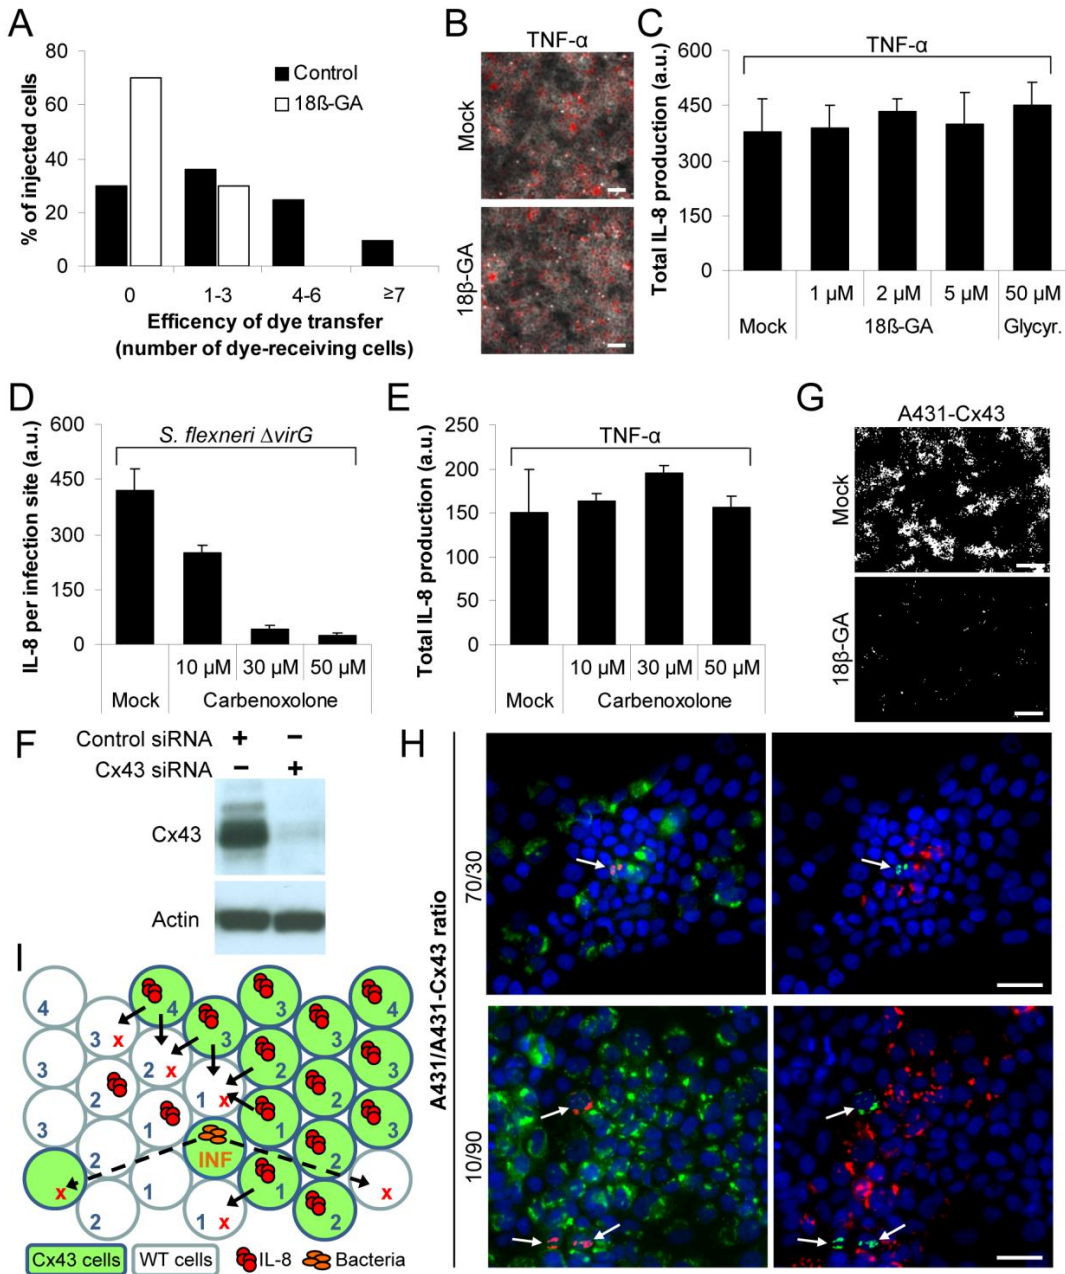 A
80
60
40
20
0
% of injected cells
Control
18ß-GA
0 1-3 4-6 ≥7
Efficency of dye transfer
(number of dye-receiving cells)
B
TNF-α
Mock
18β-GA
C
600
450
300
150
0
Total IL-8 production (a.u.)
TNF-α
1 µM 2 µM 5 µM 50 µM
Mock 18ß-GA Glycyr.
D
600
450
300
150
0
IL-8 per infection site (a.u.)
S. flexneri ΔvirG
10 µM 30 µM 50 µM
Mock Carbenoxolone
E
250
200
150
100
50
0
Total IL-8 production (a.u.)
TNF-α
10 µM 30 µM 50 µM
Mock Carbenoxolone
G
A431-Cx43
Mock
18β-GA
F
Control siRNA + −
Cx43 siRNA − +
Cx43
Actin
H
A431/A431-Cx43 ratio
70/30
10/90
I
4 4 3 4
3 3 3
3 2 2 3
2 1 2
3 1 1 3
2 INF 2
1 1
2 1 2
x x x x x x x
Cx43 cells WT cells IL-8 Bacteria